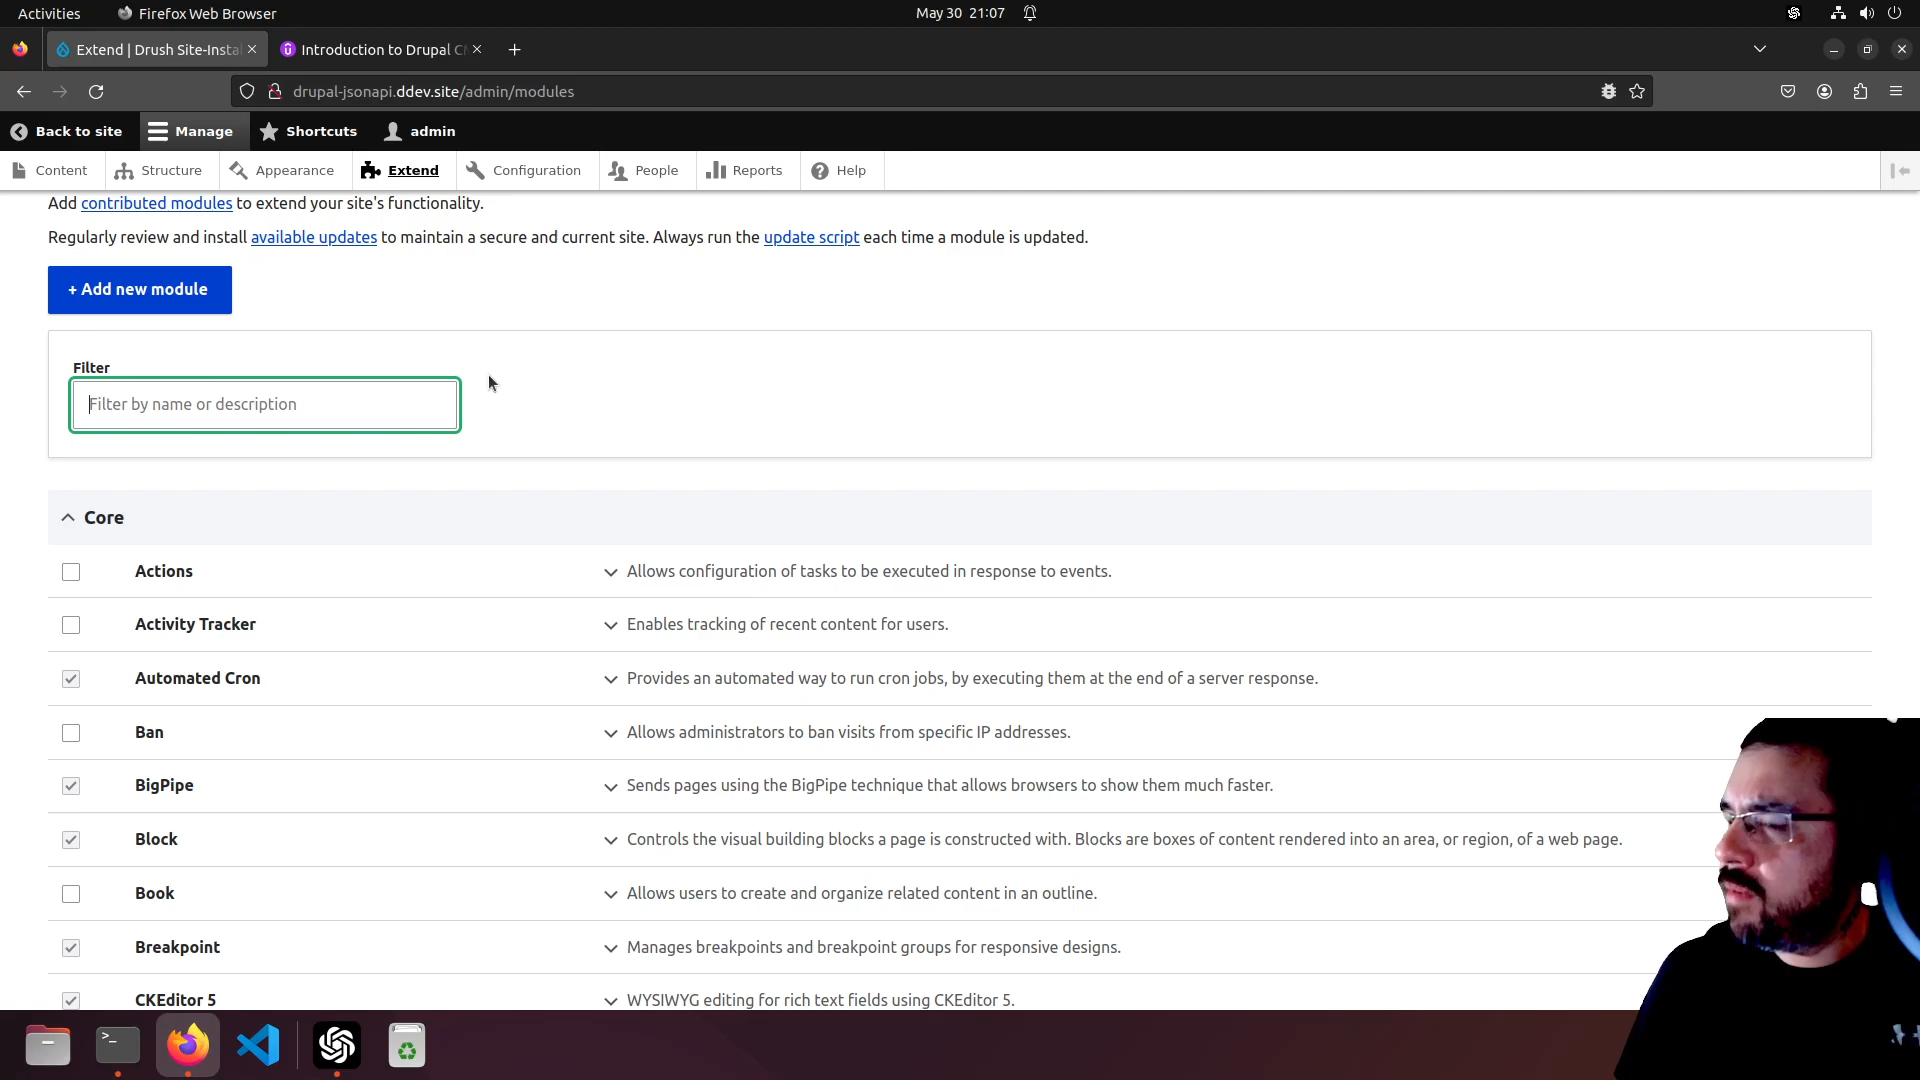 Activities
Firefox Web Browser
May 30 21:07
Extend | Drush Site-Insta
Introduction to Drupal C
drupal-jsonapi.ddev.site/admin/modules
Back to site
Manage
Shortcuts
admin
Content
Structure
Appearance
Extend
Configuration
People
Reports
Help
Add contributed modules to extend your site's functionality.
Regularly review and install available updates to maintain a secure and current site. Always run the update script each time a module is updated.
+ Add new module
Filter
Filter by name or description
Core
Actions
Allows configuration of tasks to be executed in response to events.
Activity Tracker
Enables tracking of recent content for users.
Automated Cron
Provides an automated way to run cron jobs, by executing them at the end of a server response.
Ban
Allows administrators to ban visits from specific IP addresses.
BigPipe
Sends pages using the BigPipe technique that allows browsers to show them much faster.
Block
Controls the visual building blocks a page is constructed with. Blocks are boxes of content rendered into an area, or region, of a web page.
Book
Allows users to create and organize related content in an outline.
Breakpoint
Manages breakpoints and breakpoint groups for responsive designs.
CKEditor 5
WYSIWYG editing for rich text fields using CKEditor 5.